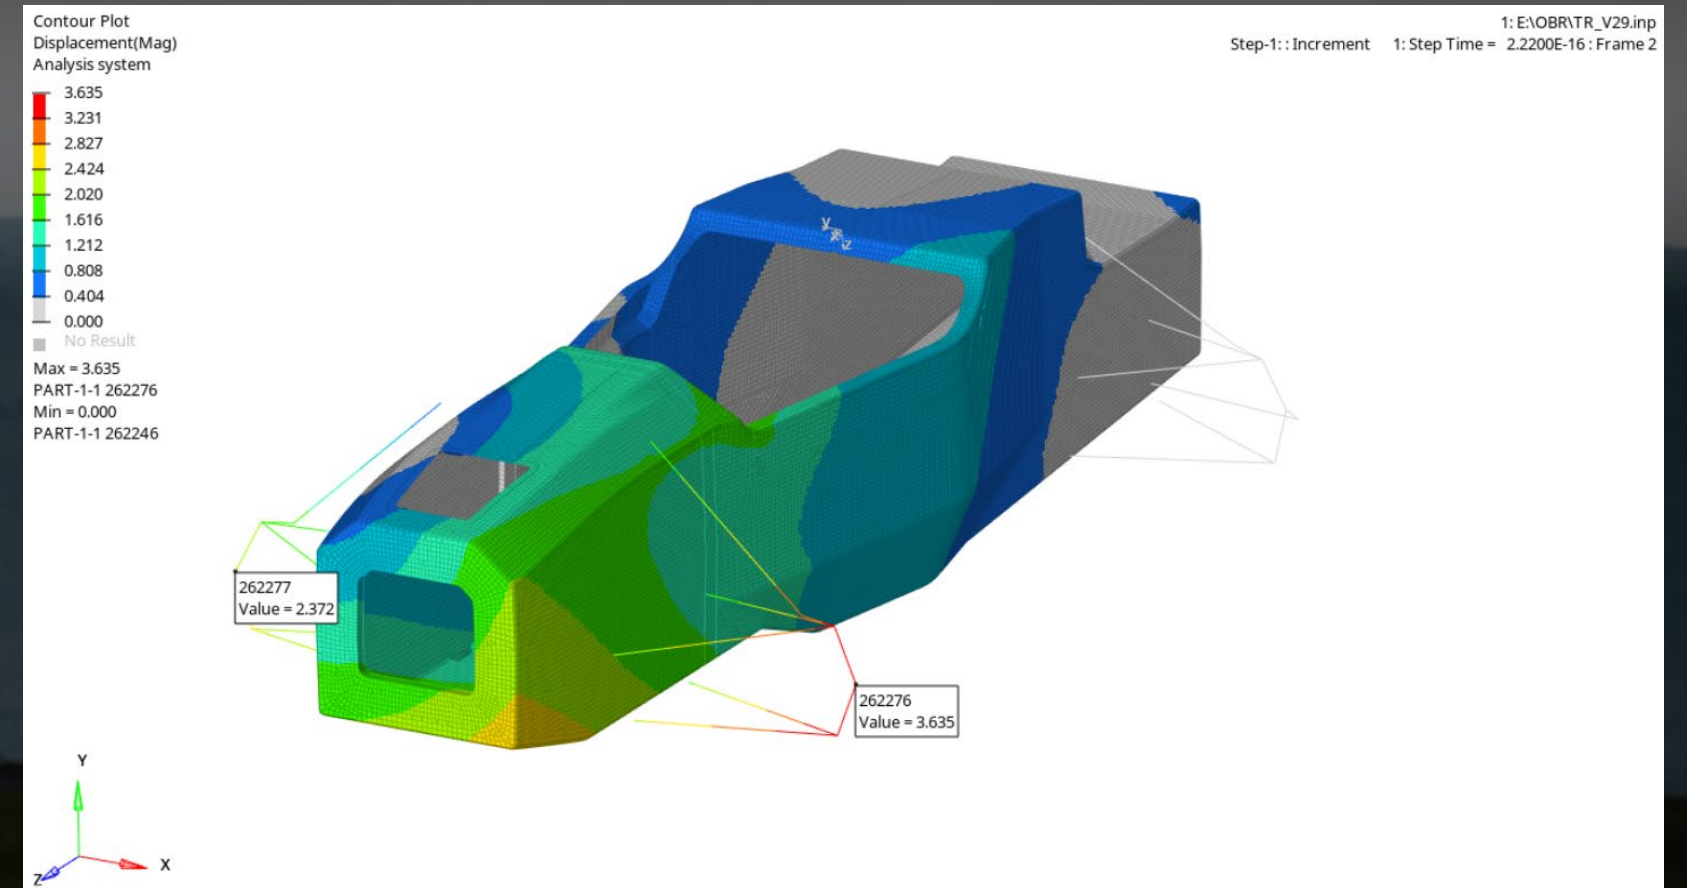 Contour Plot
Displacement(Mag)
Analysis system
3.635
3.231
2.827
2.424
2.020
1.616
1.212
0.808
0.404
0.000
No Result
Max = 3.635
PART-1-1 262276
Min = 0.000
PART-1-1 262246
1: E:\OBR\TR_V29.inp
Step-1: : Increment 1: Step Time = 2.2200E-16 : Frame 2
262277
Value = 2.372
262276
Value = 3.635
Y
X
Z